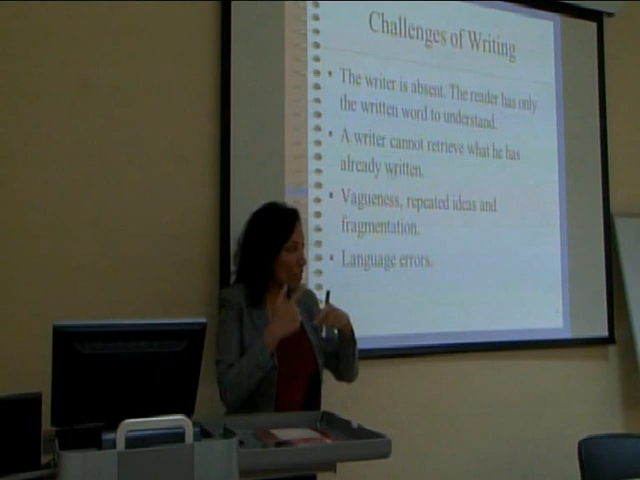 Challenges of Writing
• The writer is absent. The reader has only
the written word to understand.
• A writer cannot retrieve what he has
already written.
• Vagueness, repeated ideas and
fragmentation.
• Language errors.